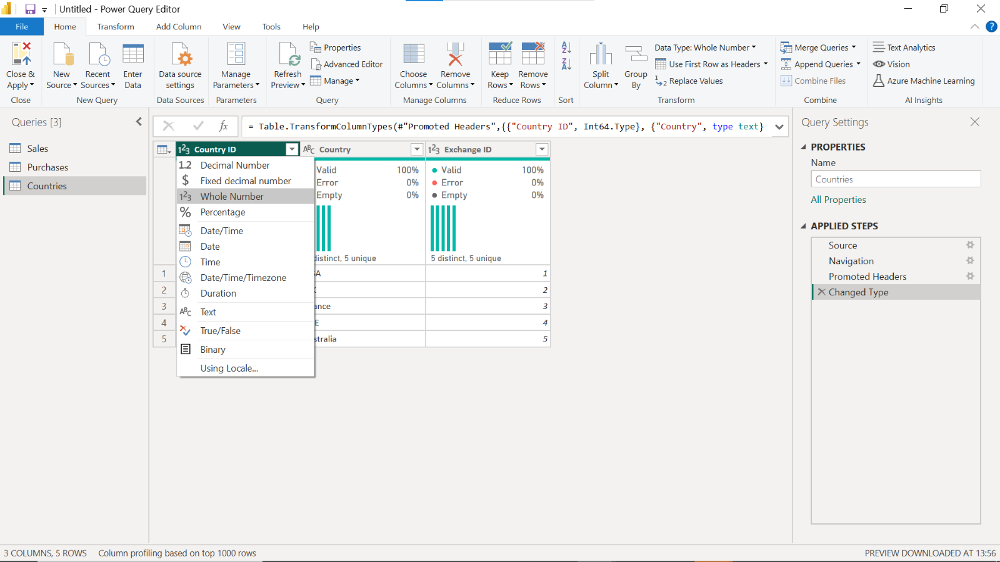 Untitled - Power Query Editor
File Home Transform Add Column View Tools Help
Close & Apply
New Source
Recent Sources
Enter Data
Data source settings
Manage Parameters
Refresh Preview
Properties
Advanced Editor
Manage
Choose Columns
Remove Columns
Keep Rows
Remove Rows
Split Column
Group By
Data Type: Whole Number
Use First Row as Headers
Replace Values
Merge Queries
Append Queries
Combine Files
Text Analytics
Vision
Azure Machine Learning
Close New Query Data Sources Parameters Query Manage Columns Reduce Rows Sort Transform Combine AI Insights
Queries [3]
Sales
Purchases
Countries
fx
= Table.TransformColumnTypes(#"Promoted Headers",{{"Country ID", Int64.Type}, {"Country", type text}
123 Country ID ABC Country 123 Exchange ID
1.2 Decimal Number
$ Fixed decimal number
123 Whole Number
% Percentage
Date/Time
Date
Time
Date/Time/Timezone
Duration
ABC Text
True/False
Binary
Using Locale...
Valid 100%
Error 0%
Empty 0%
distinct, 5 unique
Valid 100%
Error 0%
Empty 0%
5 distinct, 5 unique
1 1
2 2
3 ance 3
4 E 4
5 stralia 5
Query Settings
PROPERTIES
Name
Countries
All Properties
APPLIED STEPS
Source
Navigation
Promoted Headers
Changed Type
3 COLUMNS, 5 ROWS Column profiling based on top 1000 rows
PREVIEW DOWNLOADED AT 13:56